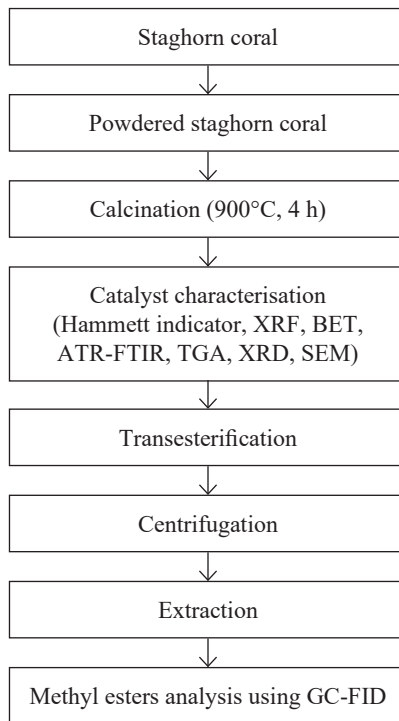 Staghorn coral
Powdered staghorn coral
Calcination (900°C, 4 h)
Catalyst characterisation
(Hammett indicator, XRF, BET,
ATR-FTIR, TGA, XRD, SEM)
Transesterification
Centrifugation
Extraction
Methyl esters analysis using GC-FID